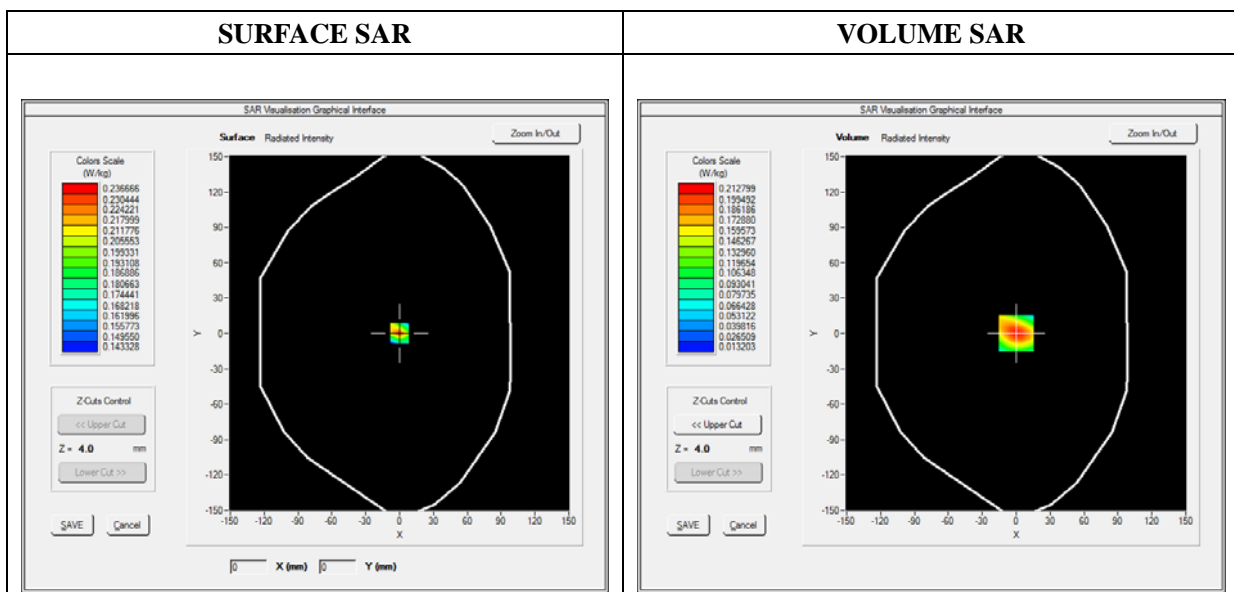 SURFACE SAR
VOLUME SAR
SAR Visualisation Graphical Interface
Surface Radiated Intensity
Zoom In/Out
Colors Scale
(W/kg)
0.236666
0.230444
0.224221
0.217999
0.211776
0.205553
0.199331
0.193108
0.186886
0.180663
0.174441
0.168218
0.161996
0.155773
0.149550
0.143328
Z-Cuts Control
<< Upper Cut
Z = 4.0 mm
Lower Cut >>
SAVE Cancel
150
120
90
60
30
0
-30
-60
-90
-120
-150
Y
-150 -120 -90 -60 -30 0 30 60 90 120 150
X
0 X (mm) 0 Y (mm)
SAR Visualisation Graphical Interface
Volume Radiated Intensity
Zoom In/Out
Colors Scale
(W/kg)
0.212799
0.199492
0.186186
0.172880
0.159573
0.146267
0.132960
0.119654
0.106348
0.093041
0.079735
0.066428
0.053122
0.039816
0.026509
0.013203
Z-Cuts Control
<< Upper Cut
Z = 4.0 mm
Lower Cut >>
SAVE Cancel
150
120
90
60
30
0
-30
-60
-90
-120
-150
Y
-150 -120 -90 -60 -30 0 30 60 90 120 150
X